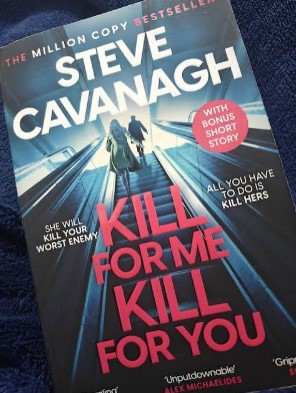 THE MILLION COPY BESTSELLER
STEVE
CAVANAGH
WITH
BONUS
SHORT
STORY
SHE WILL
KILL YOUR
WORST ENEMY
ALL YOU HAVE
TO DO IS
KILL HERS
KILL
FOR ME
KILL
FOR YOU
'Unputdownable'
ALEX MICHAELIDES